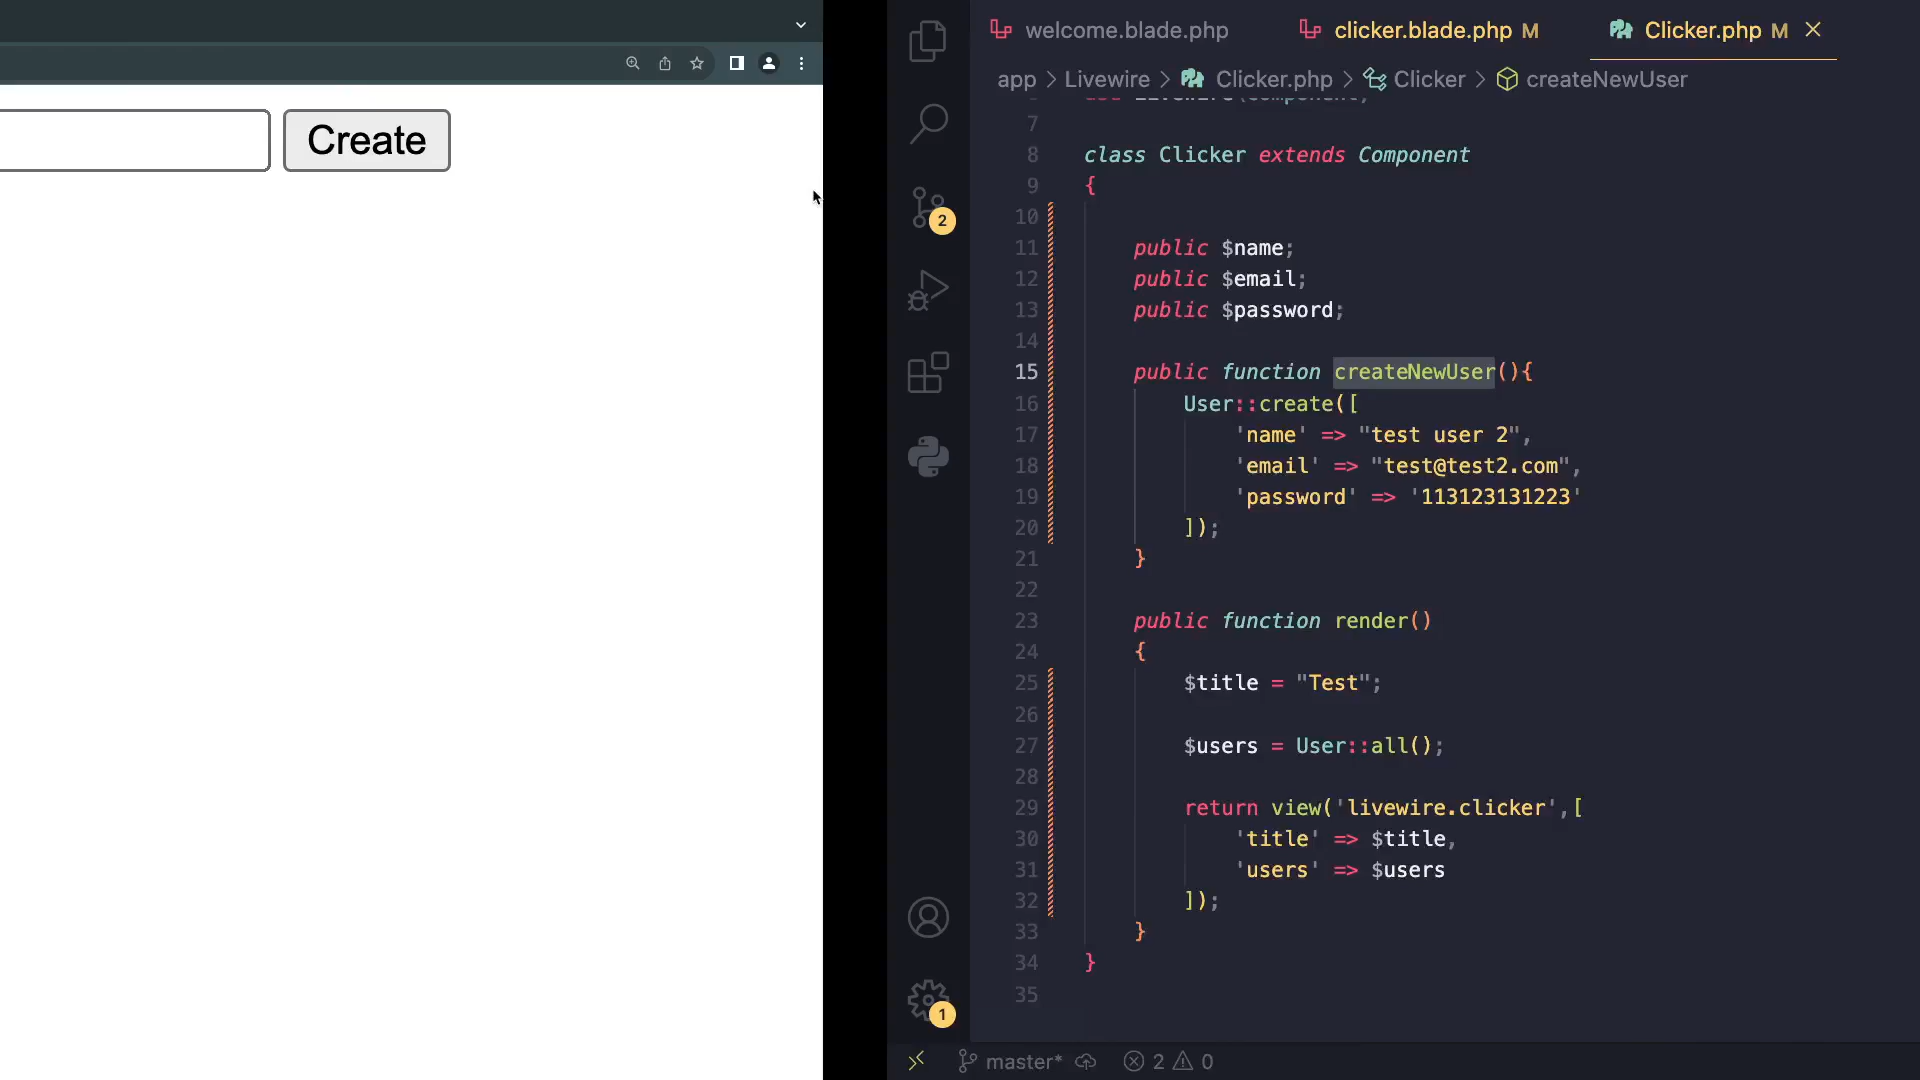 Create
welcome.blade.php
clicker.blade.php M
Clicker.php M
app > Livewire > Clicker.php > Clicker > createNewUser
7
8 class Clicker extends Component
9 {
10
11 public $name;
12 public $email;
13 public $password;
14
15 public function createNewUser(){
16 User::create([
17 'name' => "test user 2",
18 'email' => "test@test2.com",
19 'password' => '113123131223'
20 ]);
21 }
22
23 public function render()
24 {
25 $title = "Test";
26
27 $users = User::all();
28
29 return view('livewire.clicker',[
30 'title' => $title,
31 'users' => $users
32 ]);
33 }
34 }
35
2
1
master* 2 0